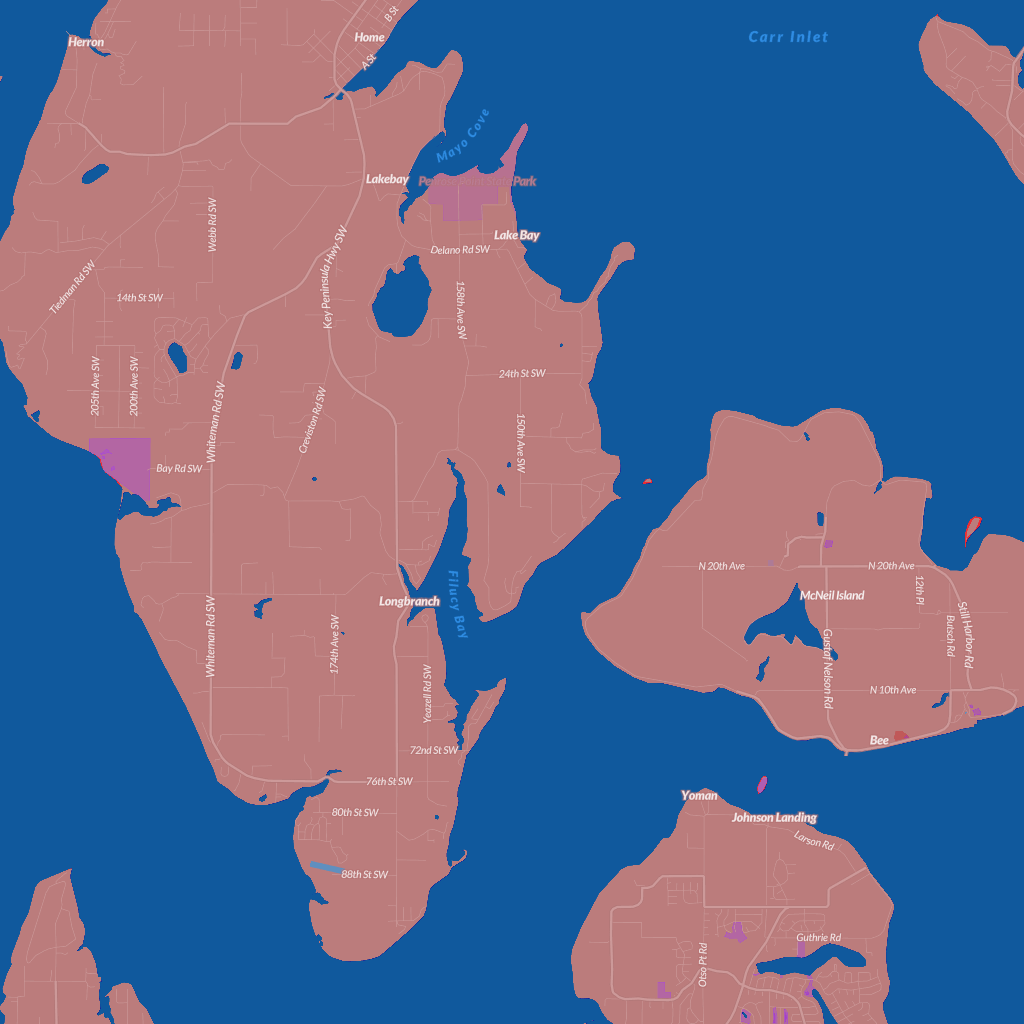 B St
Home
Carr Inlet
Herron
A St
Mayo Cove
Lakebay
Park
Webb Rd SW
Lake Bay
Delano Rd SW
Key Peninsula Hwy SW
Tiedman Rd SW
14th St SW
158th Ave SW
24th St SW
205th Ave SW
200th Ave SW
Whiteman Rd SW
Creviston Rd SW
150th Ave SW
Bay Rd SW
N 20th Ave
N 20th Ave
12th Pl
McNeil Island
Longbranch
Filucy Bay
Still Harbor Rd
Butsch Rd
Whiteman Rd SW
174th Ave SW
Gustaf Nelson Rd
Yeazell Rd SW
N 10th Ave
Bee
72nd St SW
76th St SW
Yoman
80th St SW
Johnson Landing
Larson Rd
88th St SW
Guthrie Rd
Otso Pt Rd